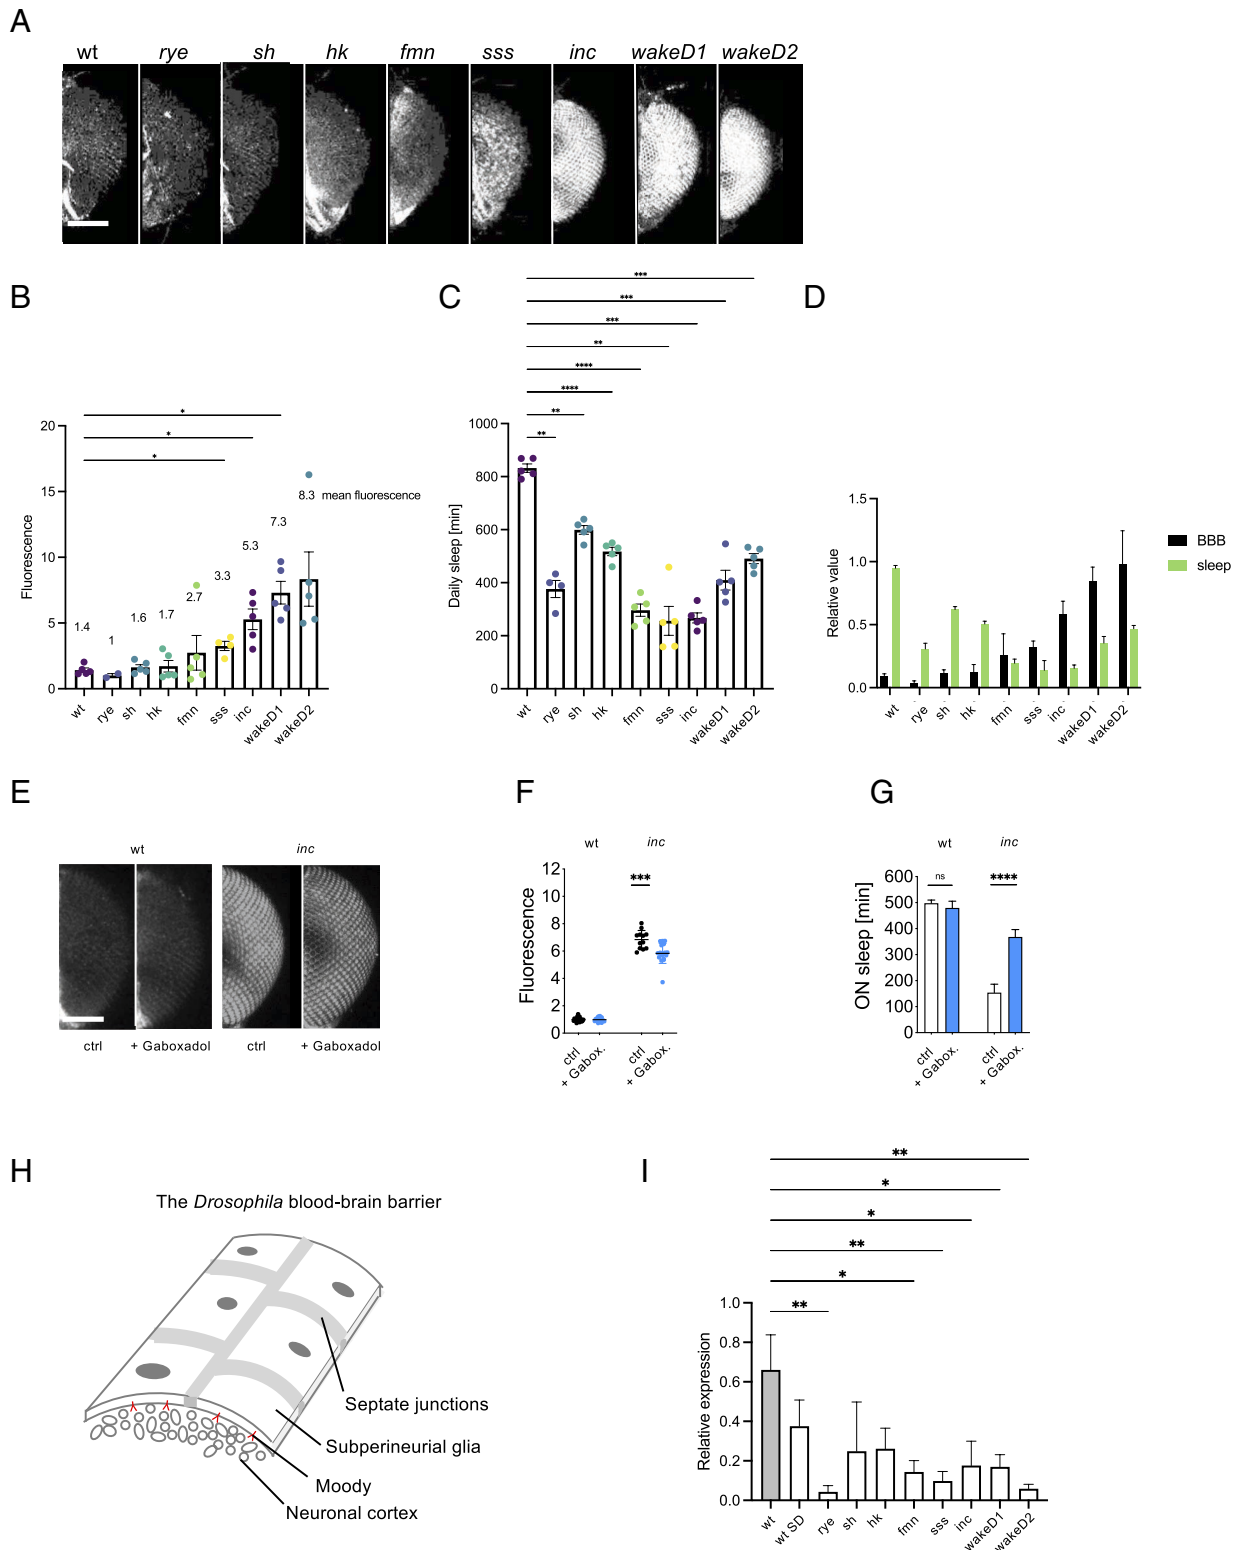 A
wt rye sh hk fmn sss inc wakeD1 wakeD2
B
C
D
*
*
*
Fluorescence
20
15
10
5
0
1.4
1
1.6
1.7
2.7
3.3
5.3
7.3
8.3 mean fluorescence
wt rye sh hk fmn sss inc wakeD1 wakeD2
***
***
***
**
****
****
**
**
Daily sleep [min]
1000
800
600
400
200
0
wt rye sh hk fmn sss inc wakeD1 wakeD2
Relative value
1.5
1.0
0.5
0.0
BBB
sleep
wt rye sh hk fmn sss inc wakeD1 wakeD2
E
wt inc
ctrl + Gaboxadol ctrl + Gaboxadol
F
wt inc
***
Fluorescence
12
10
8
6
4
2
0
ctrl + Gabox. ctrl + Gabox.
G
wt inc
ns ****
ON sleep [min]
600
500
400
300
200
100
0
ctrl + Gabox. ctrl + Gabox.
H
The Drosophila blood-brain barrier
Septate junctions
Subperineurial glia
Moody
Neuronal cortex
I
**
*
*
**
*
**
Relative expression
1.0
0.8
0.6
0.4
0.2
0.0
wt wt SD rye sh hk fmn sss inc wakeD1 wakeD2